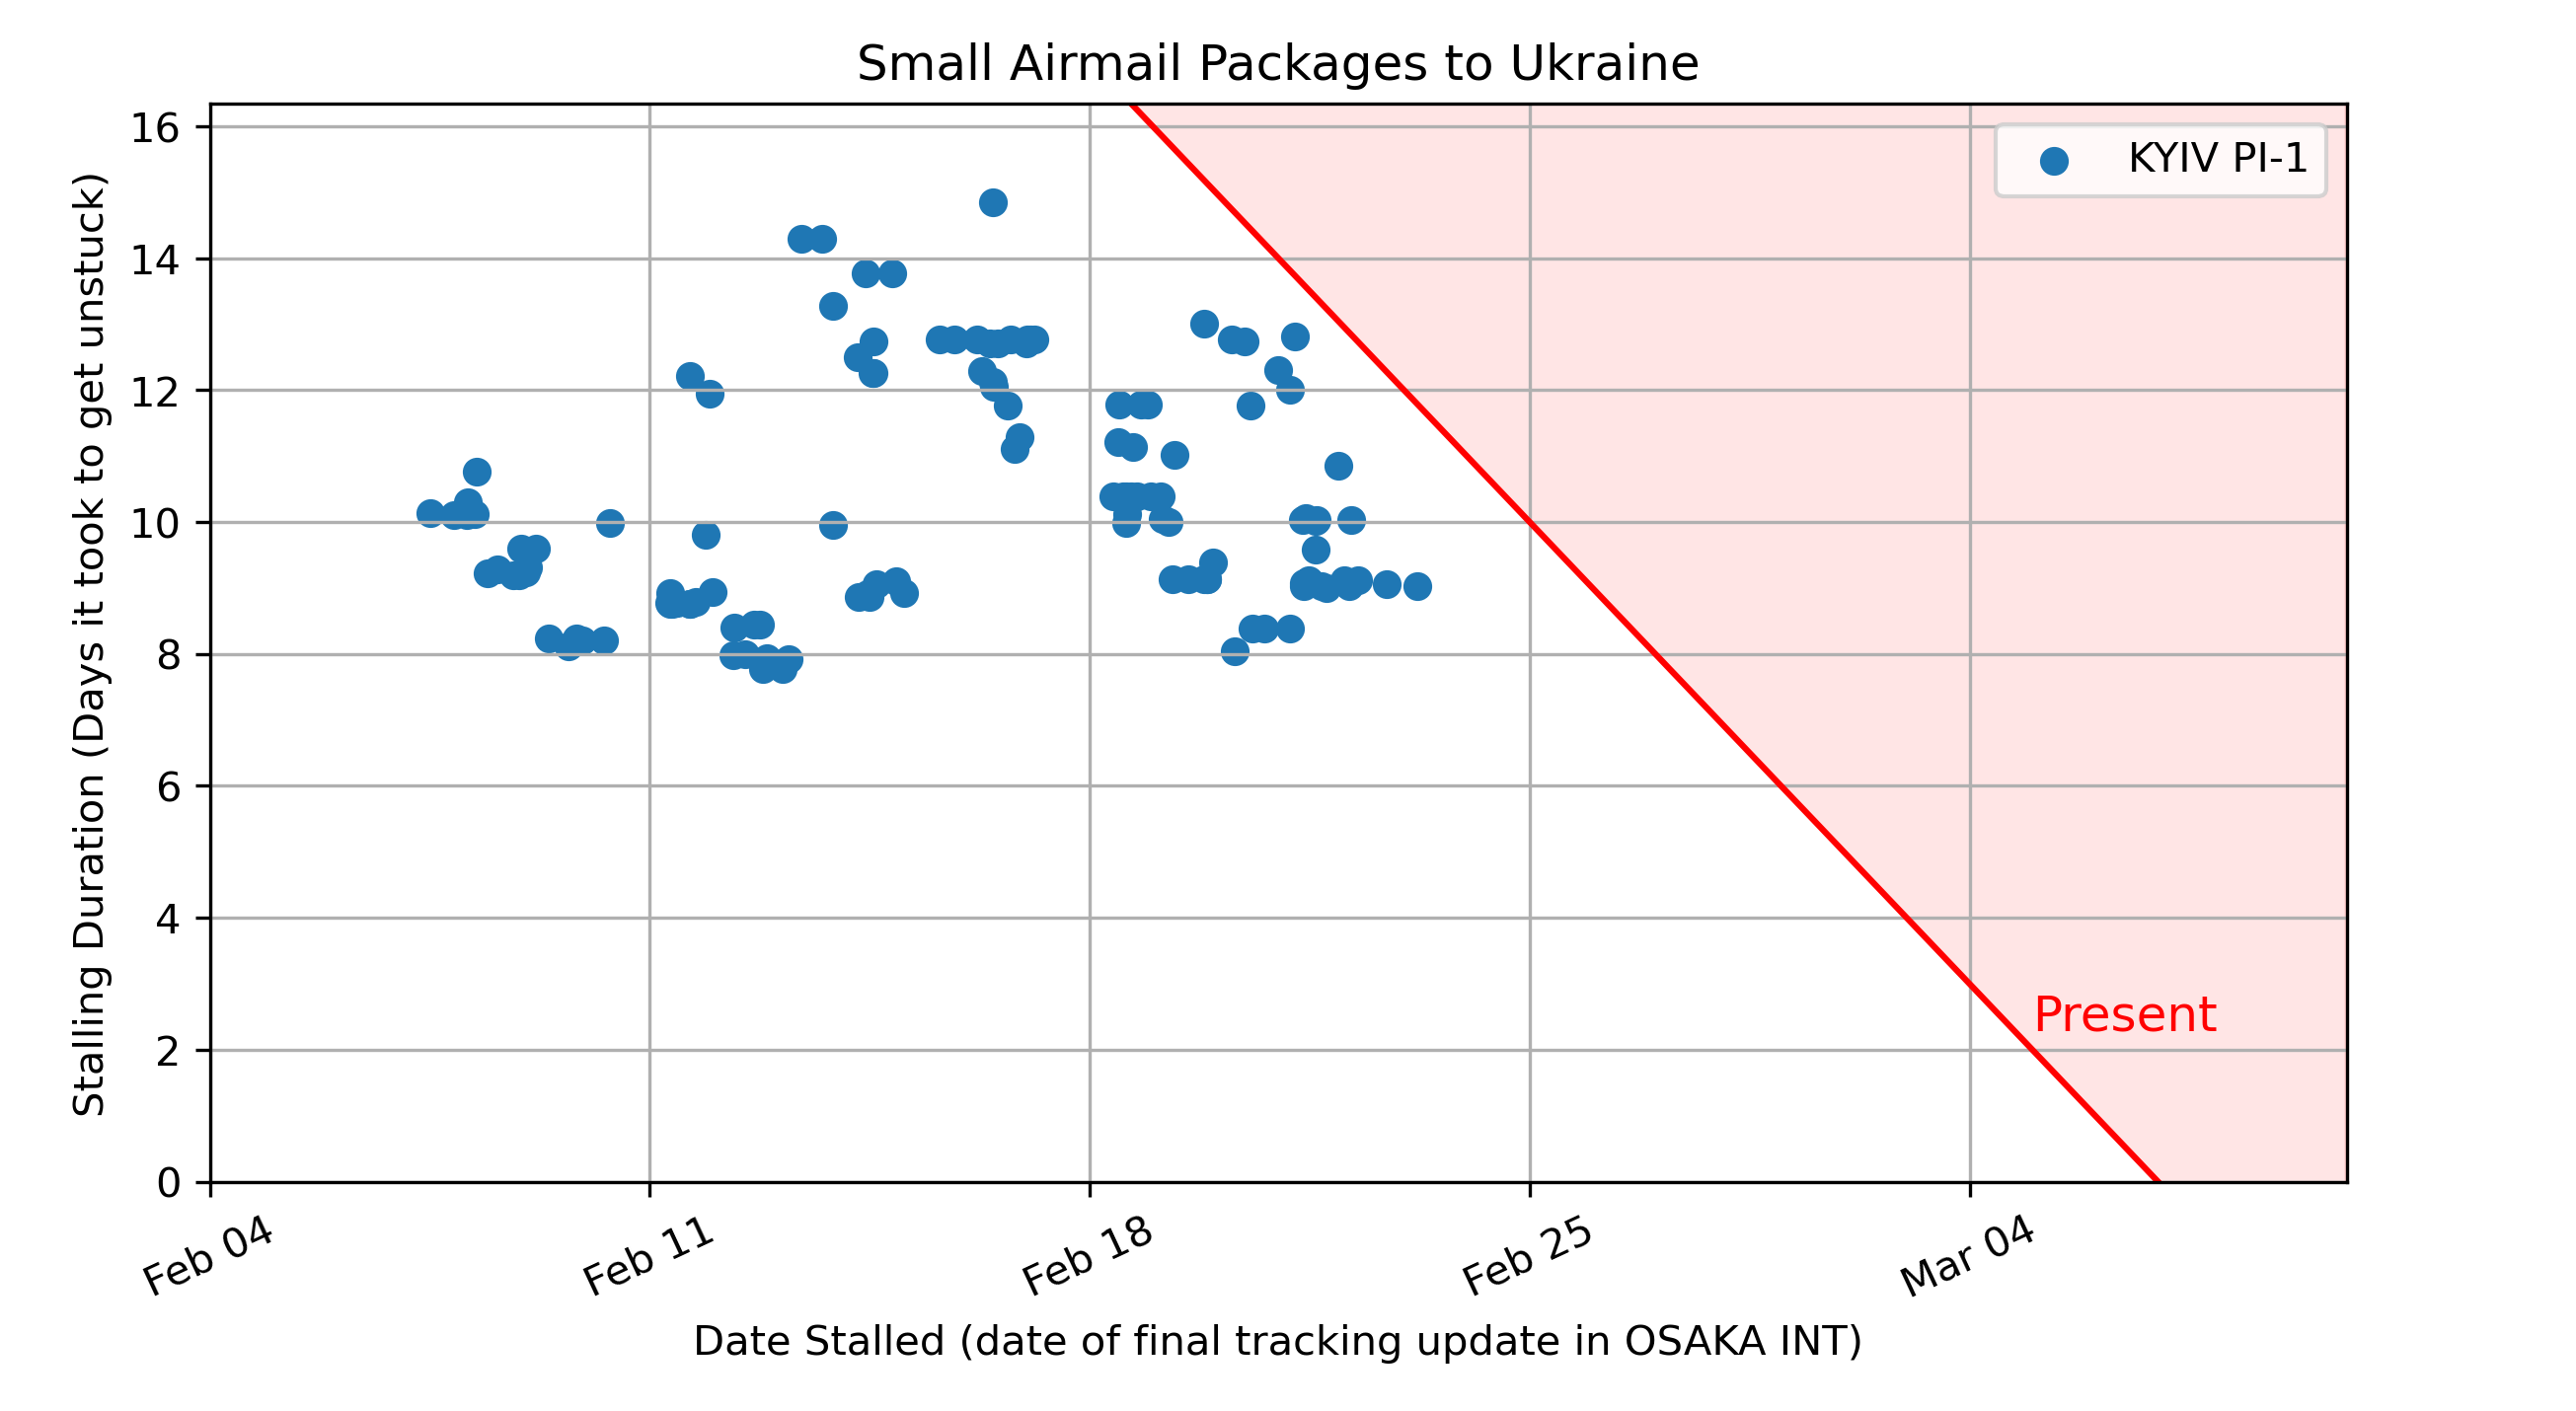 Small Airmail Packages to Ukraine
KYIV PI-1
Stalling Duration (Days it took to get unstuck)
16
14
12
10
8
6
4
2
0
Present
Feb 04
Feb 11
Feb 18
Feb 25
Mar 04
Date Stalled (date of final tracking update in OSAKA INT)